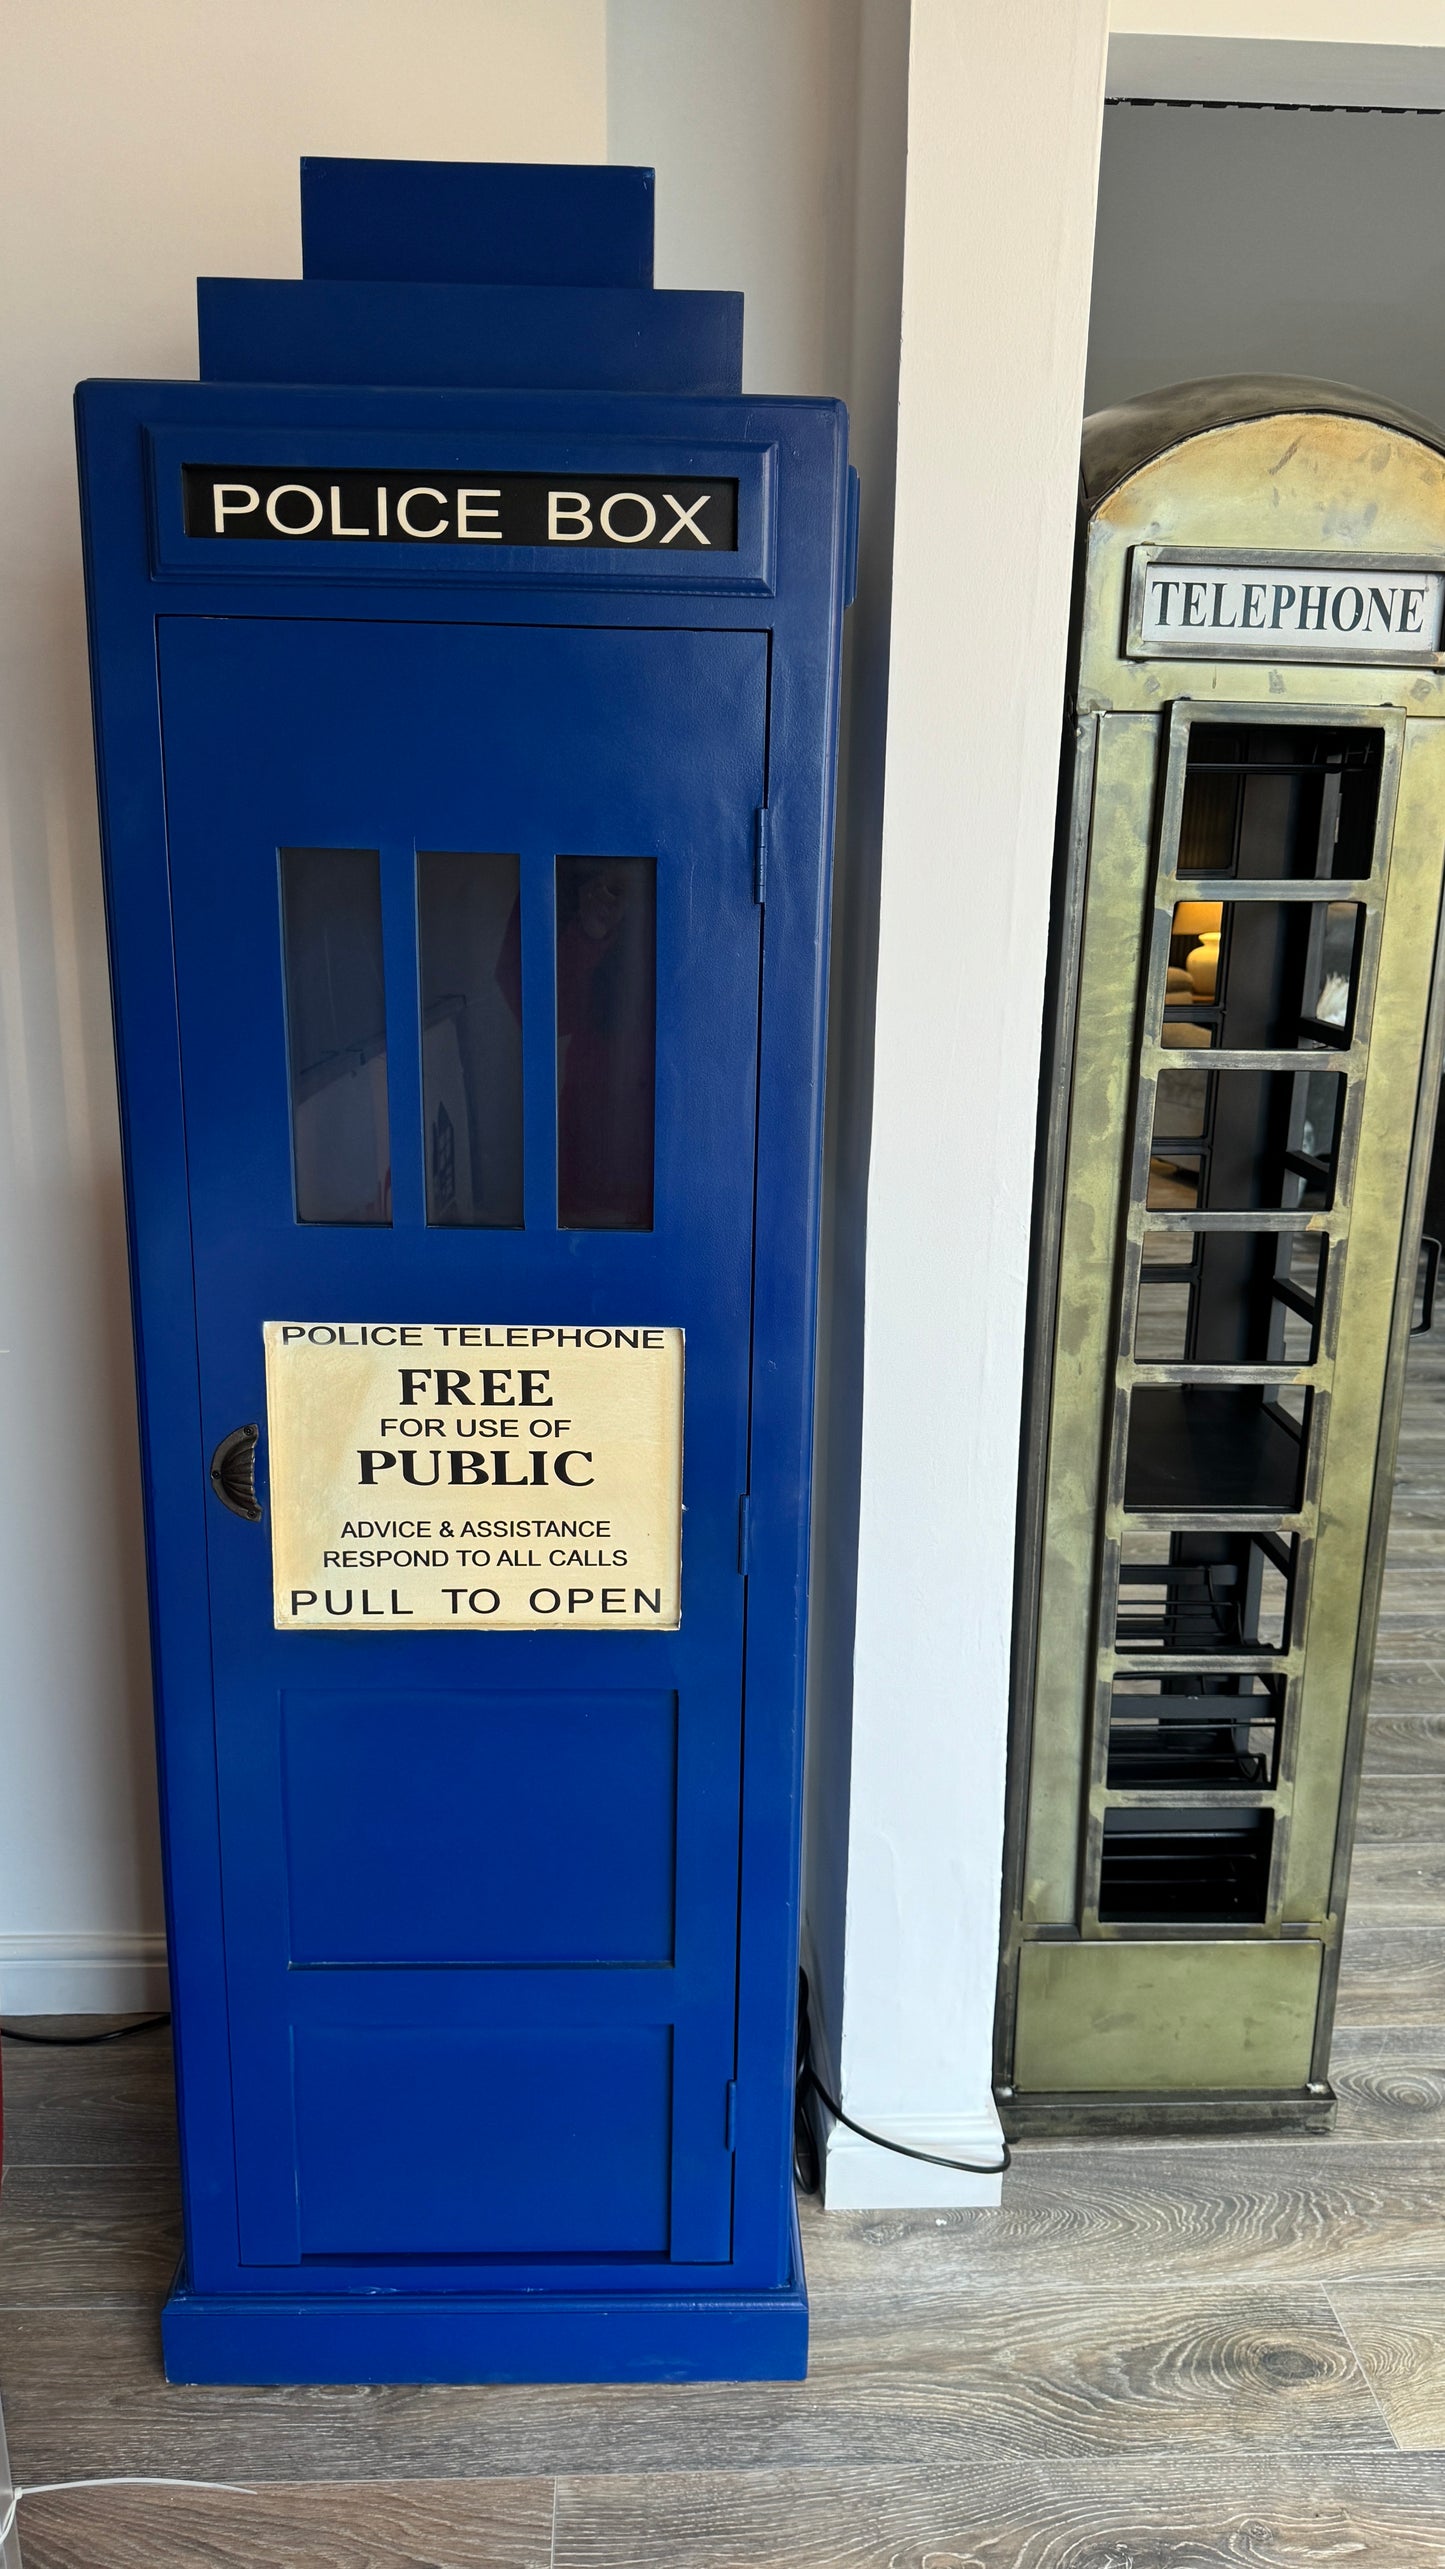 POLICE BOX
POLICE TELEPHONE
FREE
FOR USE OF
PUBLIC
ADVICE & ASSISTANCE
RESPOND TO ALL CALLS
PULL TO OPEN
TELEPHONE